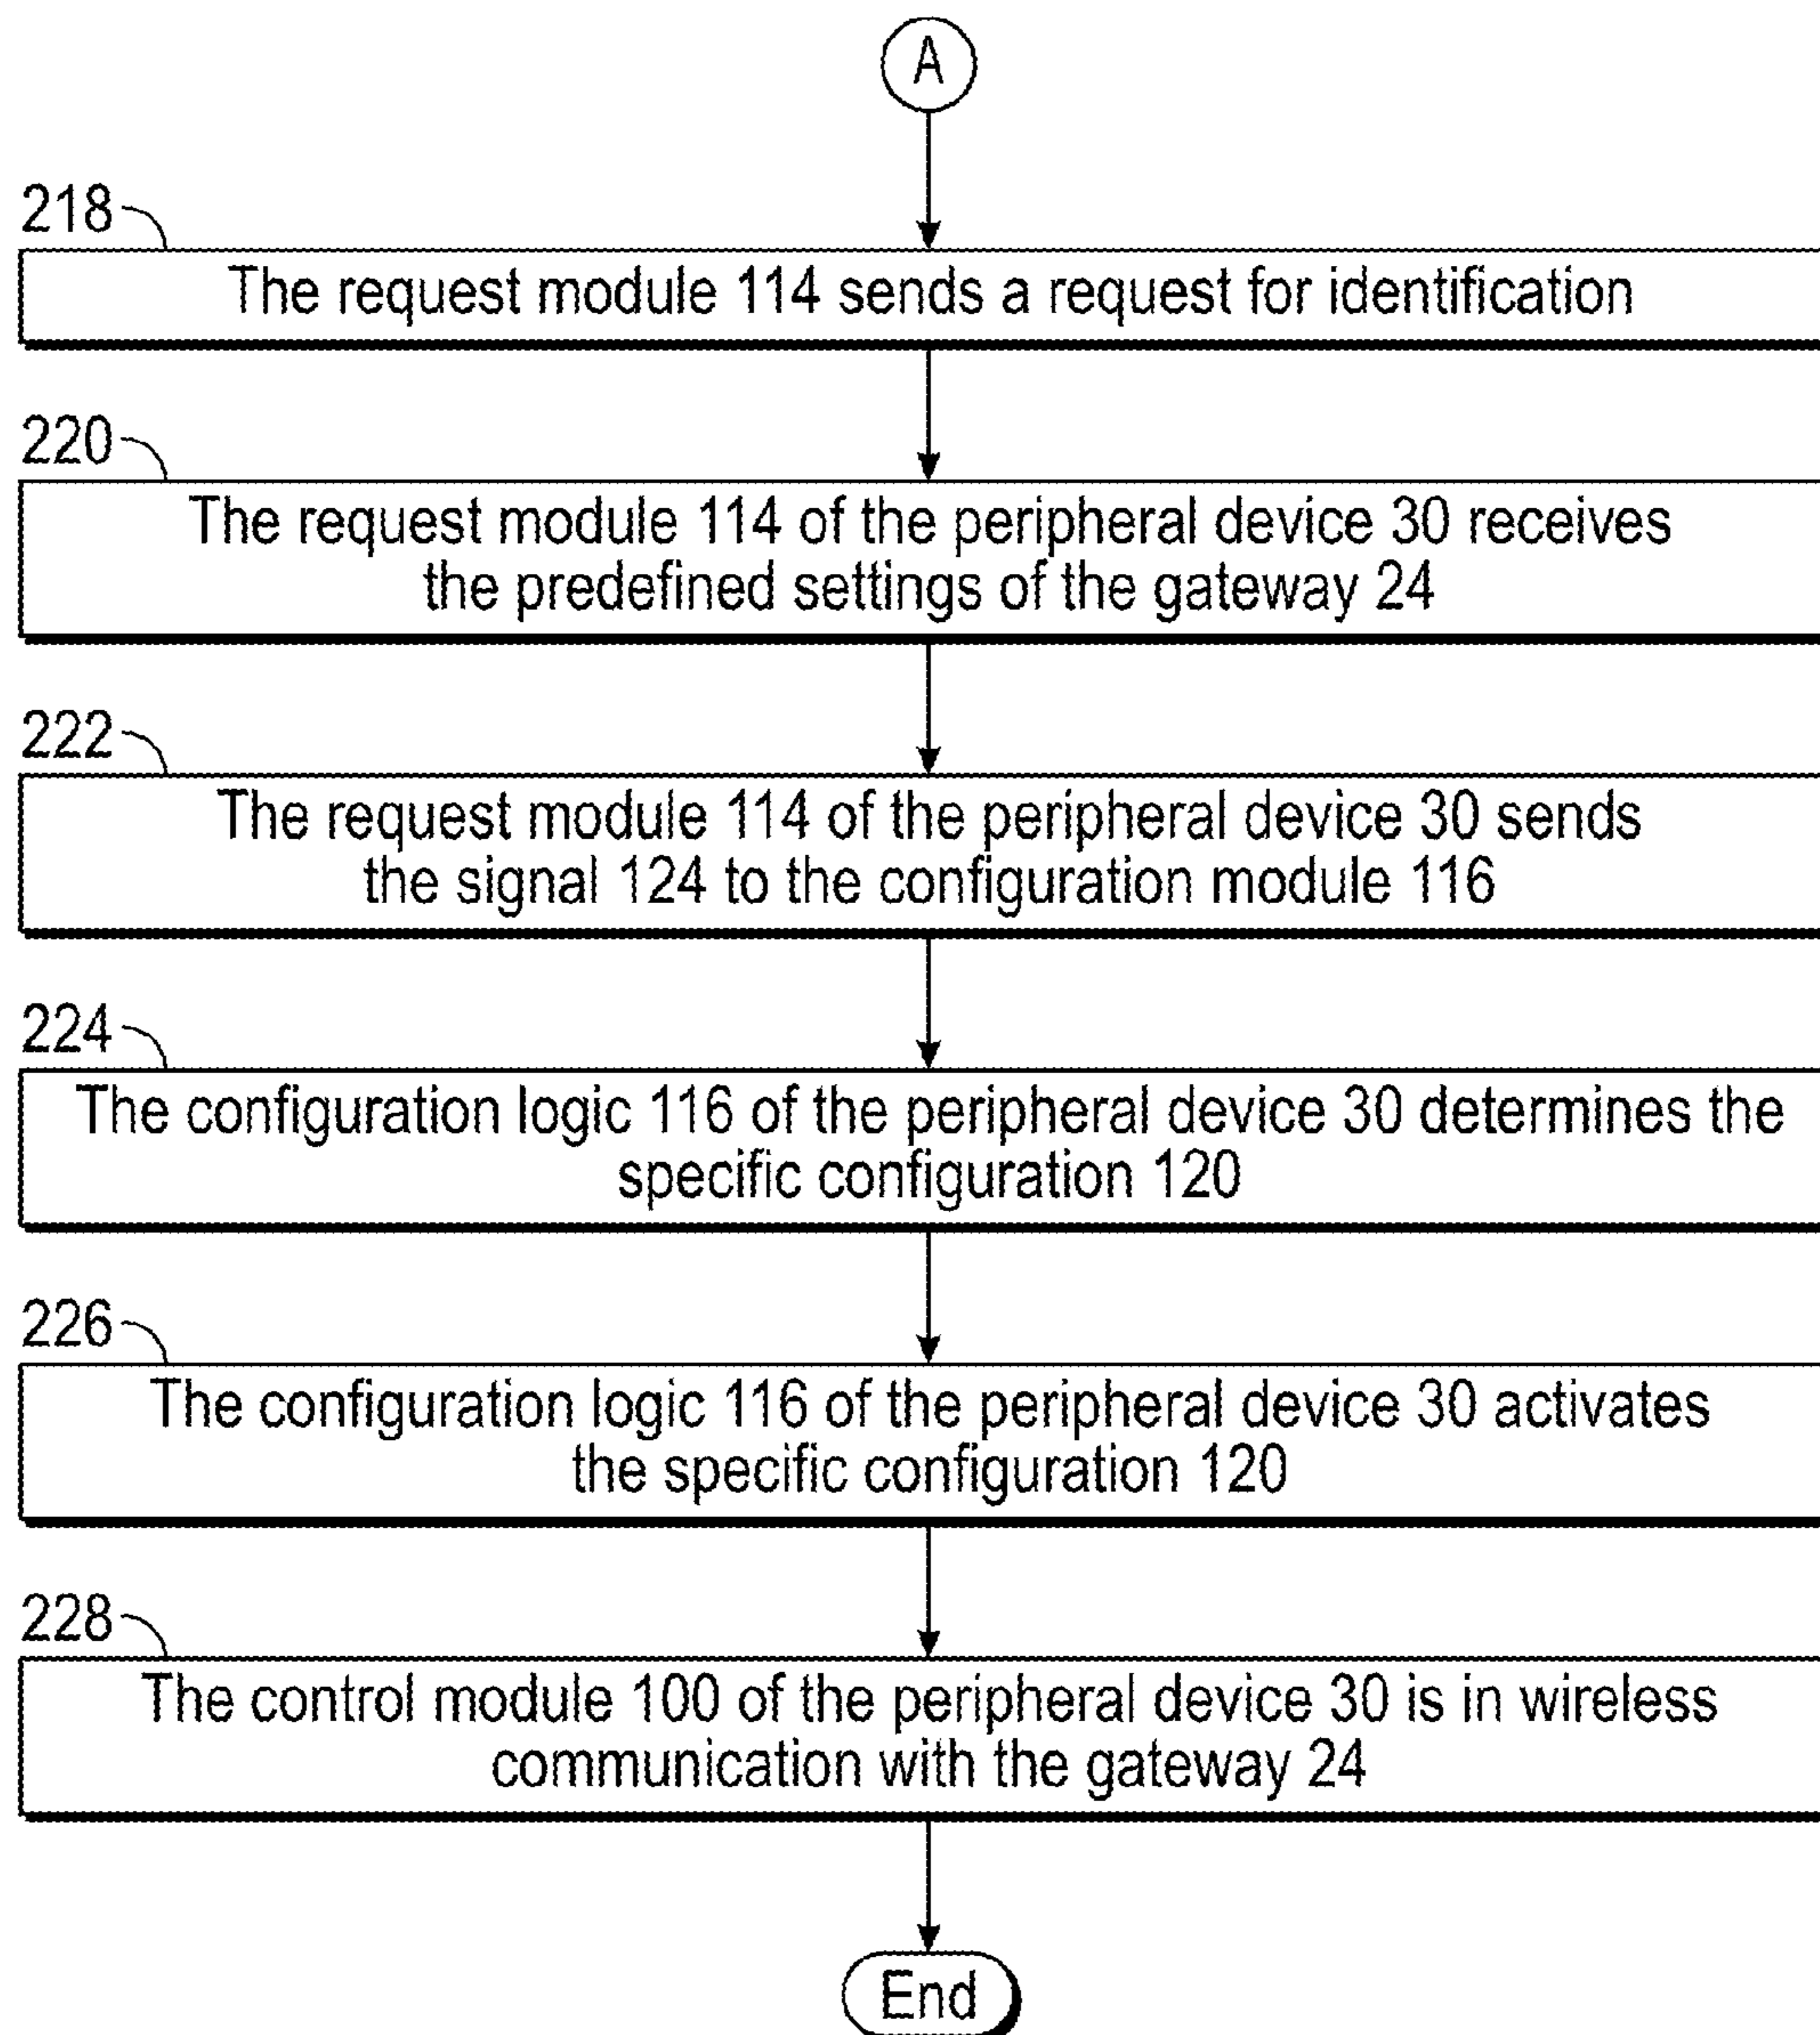 A
218
The request module 114 sends a request for identification
220
The request module 114 of the peripheral device 30 receives
the predefined settings of the gateway 24
222
The request module 114 of the peripheral device 30 sends
the signal 124 to the configuration module 116
224
The configuration logic 116 of the peripheral device 30 determines the
specific configuration 120
226
The configuration logic 116 of the peripheral device 30 activates
the specific configuration 120
228
The control module 100 of the peripheral device 30 is in wireless
communication with the gateway 24
End